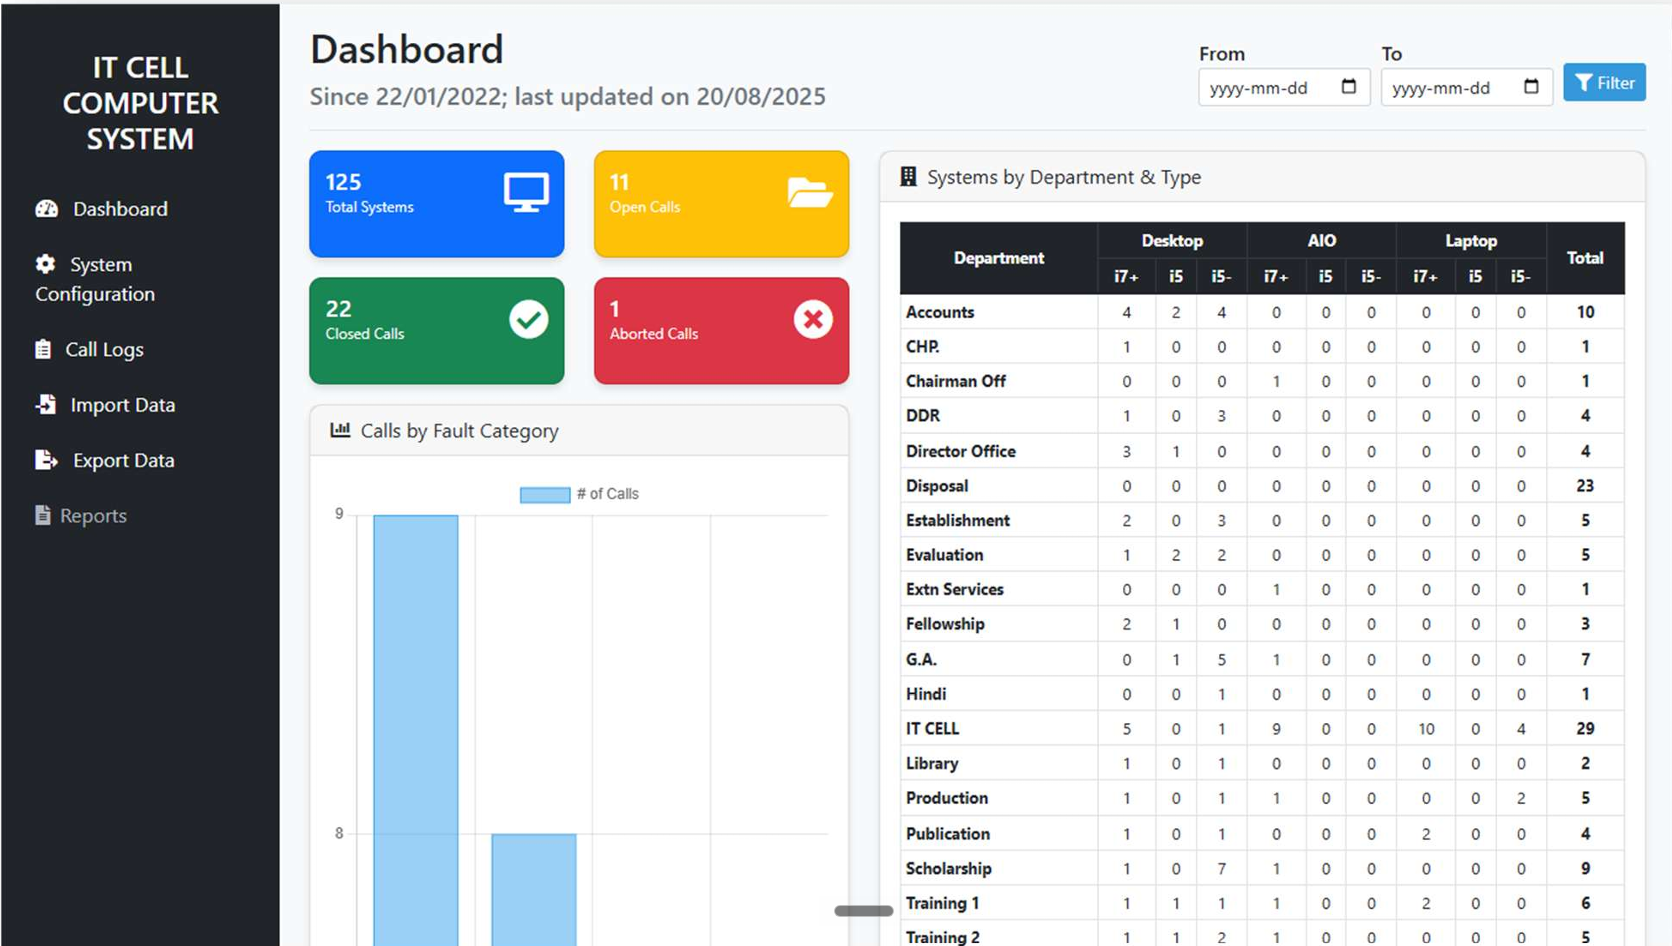 IT CELL
COMPUTER
SYSTEM
Dashboard
System
Configuration
Call Logs
Import Data
Export Data
Reports
Dashboard
Since 22/01/2022; last updated on 20/08/2025
From
yyyy-mm-dd
To
yyyy-mm-dd
Filter
125
Total Systems
11
Open Calls
22
Closed Calls
1
Aborted Calls
Calls by Fault Category
# of Calls
9
8
Systems by Department & Type
Department Desktop AIO Laptop Total
i7+ i5 i5- i7+ i5 i5- i7+ i5 i5-
Accounts 4 2 4 0 0 0 0 0 0 10
CHP. 1 0 0 0 0 0 0 0 0 1
Chairman Off 0 0 0 1 0 0 0 0 0 1
DDR 1 0 3 0 0 0 0 0 0 4
Director Office 3 1 0 0 0 0 0 0 0 4
Disposal 0 0 0 0 0 0 0 0 0 23
Establishment 2 0 3 0 0 0 0 0 0 5
Evaluation 1 2 2 0 0 0 0 0 0 5
Extn Services 0 0 0 1 0 0 0 0 0 1
Fellowship 2 1 0 0 0 0 0 0 0 3
G.A. 0 1 5 1 0 0 0 0 0 7
Hindi 0 0 1 0 0 0 0 0 0 1
IT CELL 5 0 1 9 0 0 10 0 4 29
Library 1 0 1 0 0 0 0 0 0 2
Production 1 0 1 1 0 0 0 0 2 5
Publication 1 0 1 0 0 0 2 0 0 4
Scholarship 1 0 7 1 0 0 0 0 0 9
Training 1 1 1 1 1 0 0 2 0 0 6
Training 2 1 1 2 1 0 0 0 0 0 5